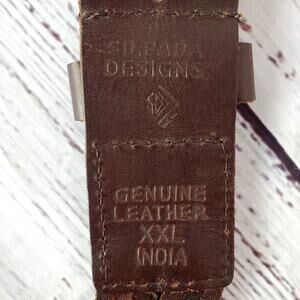 SILPADA
DESIGNS
GENUINE
LEATHER
XXL
INDIA